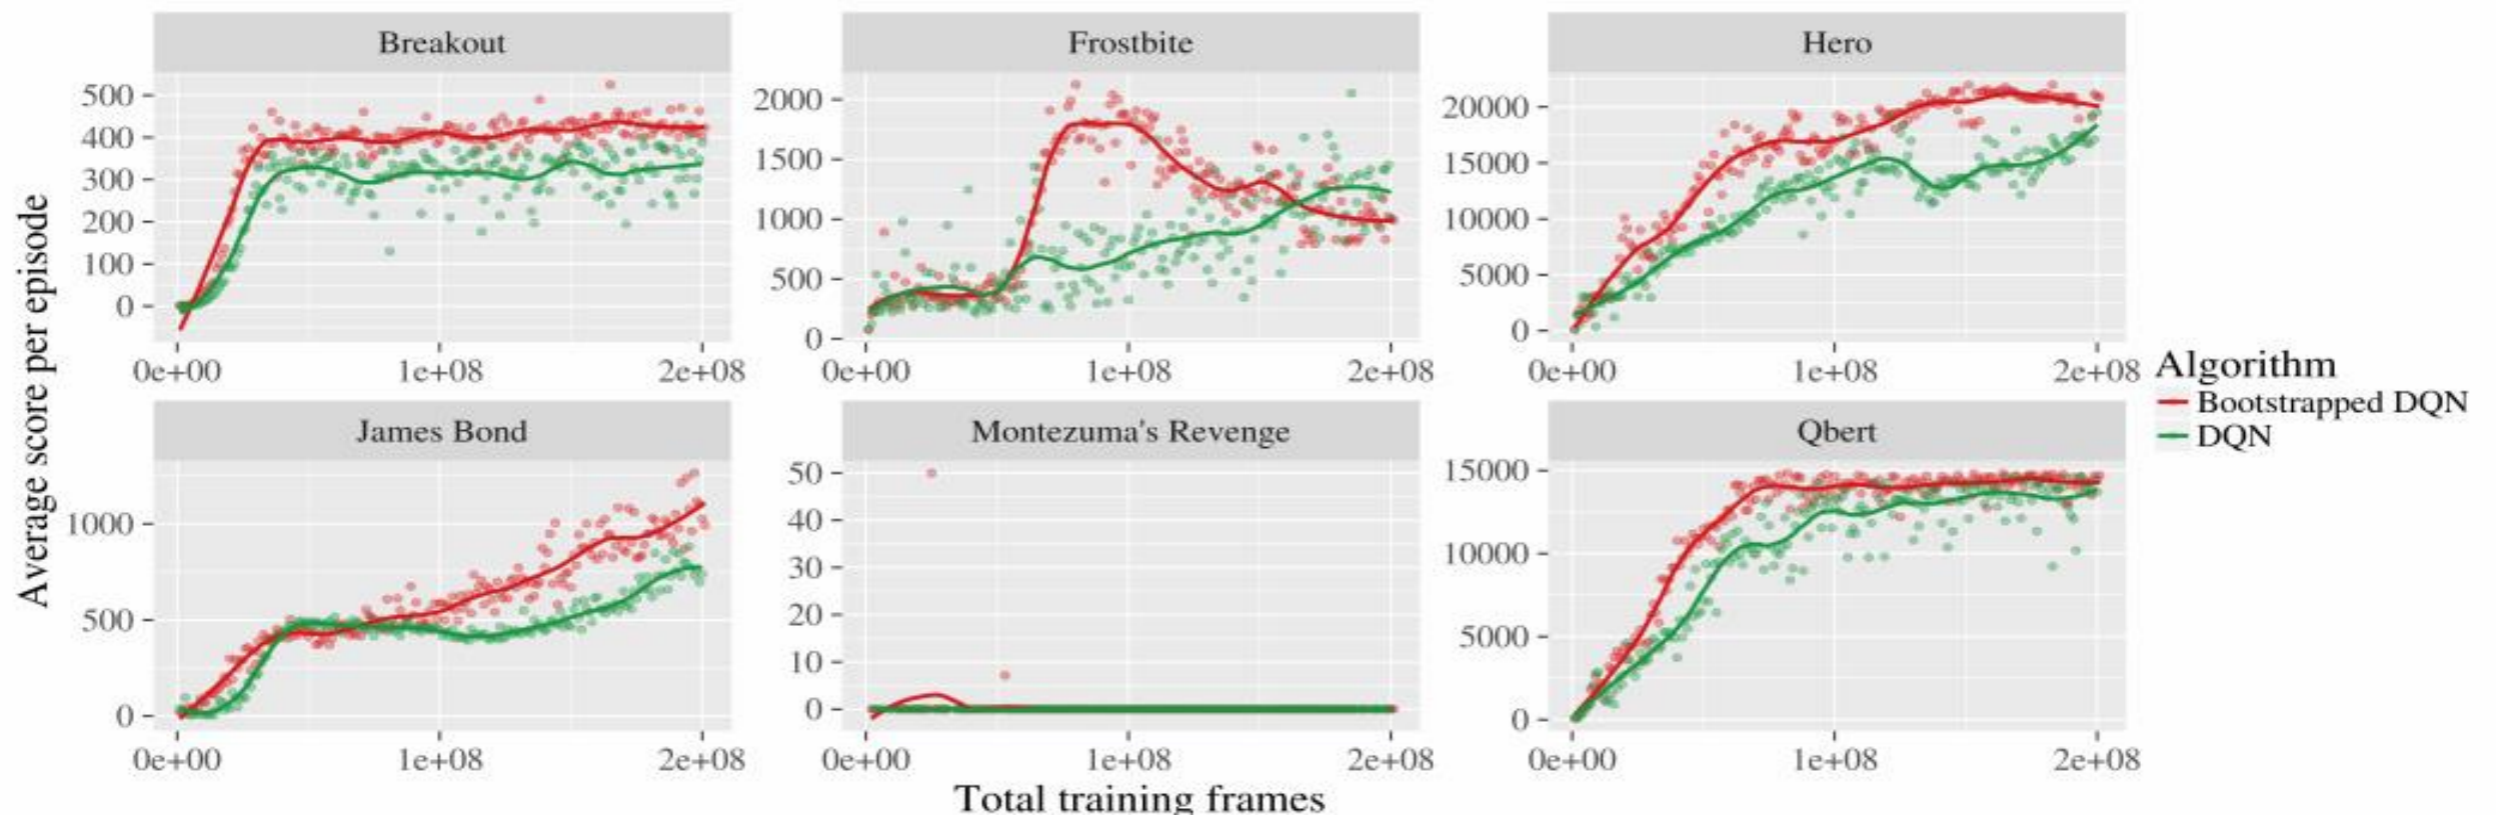 Breakout
Frostbite
Hero
500
400
300
200
100
0
2000
1500
1000
500
0
20000
15000
10000
5000
0
0e+00 1e+08 2e+08
0e+00 1e+08 2e+08
0e+00 1e+08 2e+08
Average score per episode
James Bond
Montezuma's Revenge
Qbert
1000
500
0
50
40
30
20
10
0
15000
10000
5000
0
0e+00 1e+08 2e+08
0e+00 1e+08 2e+08
0e+00 1e+08 2e+08
Total training frames
Algorithm
Bootstrapped DQN
DQN